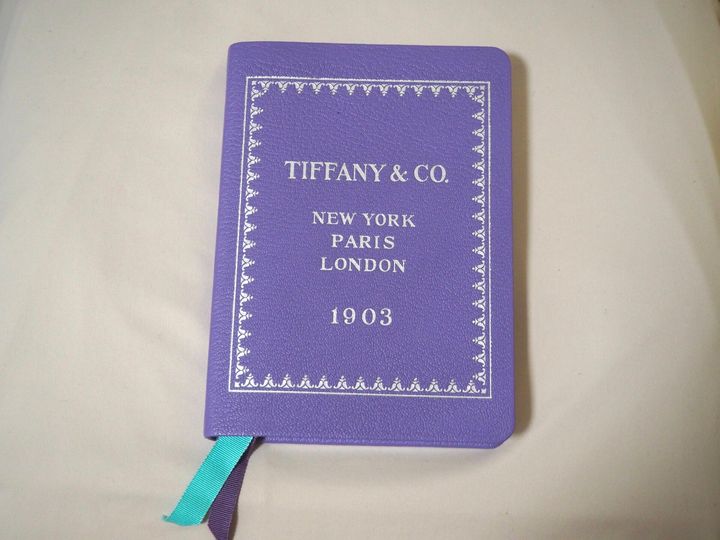 TIFFANY & CO.
NEW YORK
PARIS
LONDON
1903